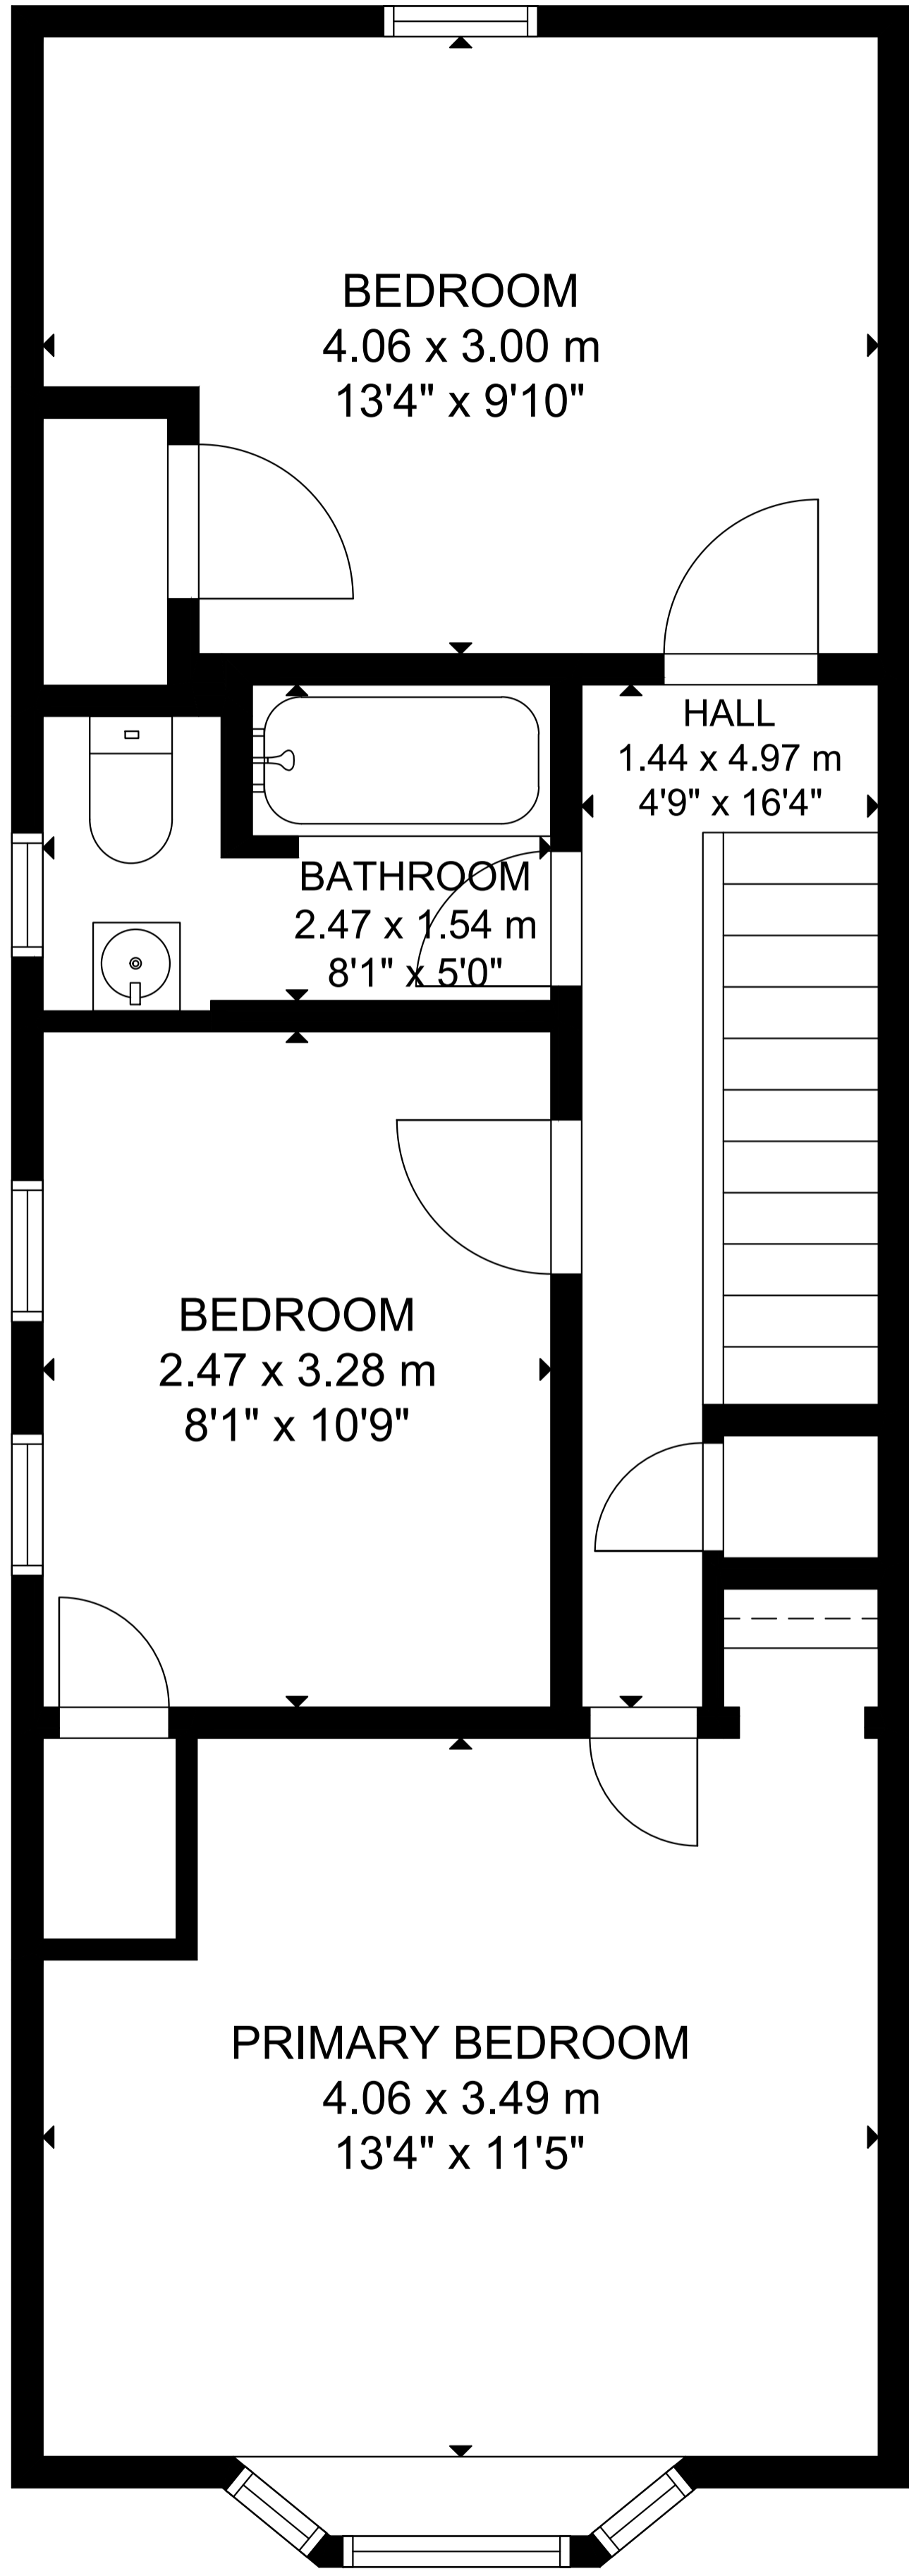 BEDROOM
4.06 x 3.00 m
13'4" x 9'10"
HALL
1.44 x 4.97 m
4'9" x 16'4"
BATHROOM
2.47 x 1.54 m
8'1" x 5'0"
BEDROOM
2.47 x 3.28 m
8'1" x 10'9"
PRIMARY BEDROOM
4.06 x 3.49 m
13'4" x 11'5"